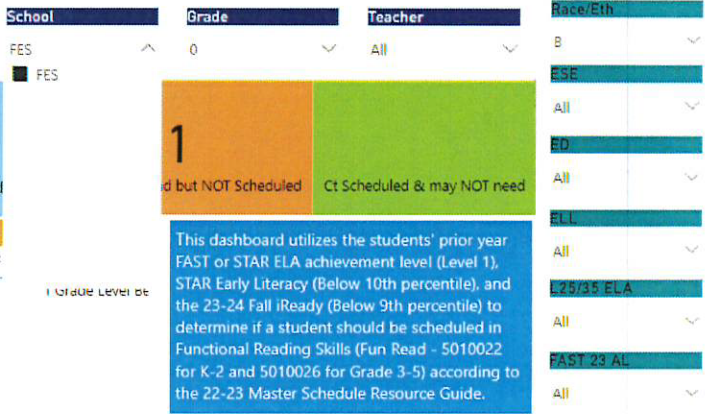 School
Grade
Teacher
Race/Eth
FES
0
All
B
FES
ESE
All
1
ED
d but NOT Scheduled
Ct Scheduled & may NOT need
All
ELL
All
This dashboard utilizes the students' prior year
FAST or STAR ELA achievement level (Level 1),
STAR Early Literacy (Below 10th percentile), and
the 23-24 Fall iReady (Below 9th percentile) to
determine if a student should be scheduled in
Functional Reading Skills (Fun Read - 5010022
for K-2 and 5010026 for Grade 3-5) according to
the 22-23 Master Schedule Resource Guide.
Grade Level Be
L25/35 ELA
All
FAST 23 AL
All